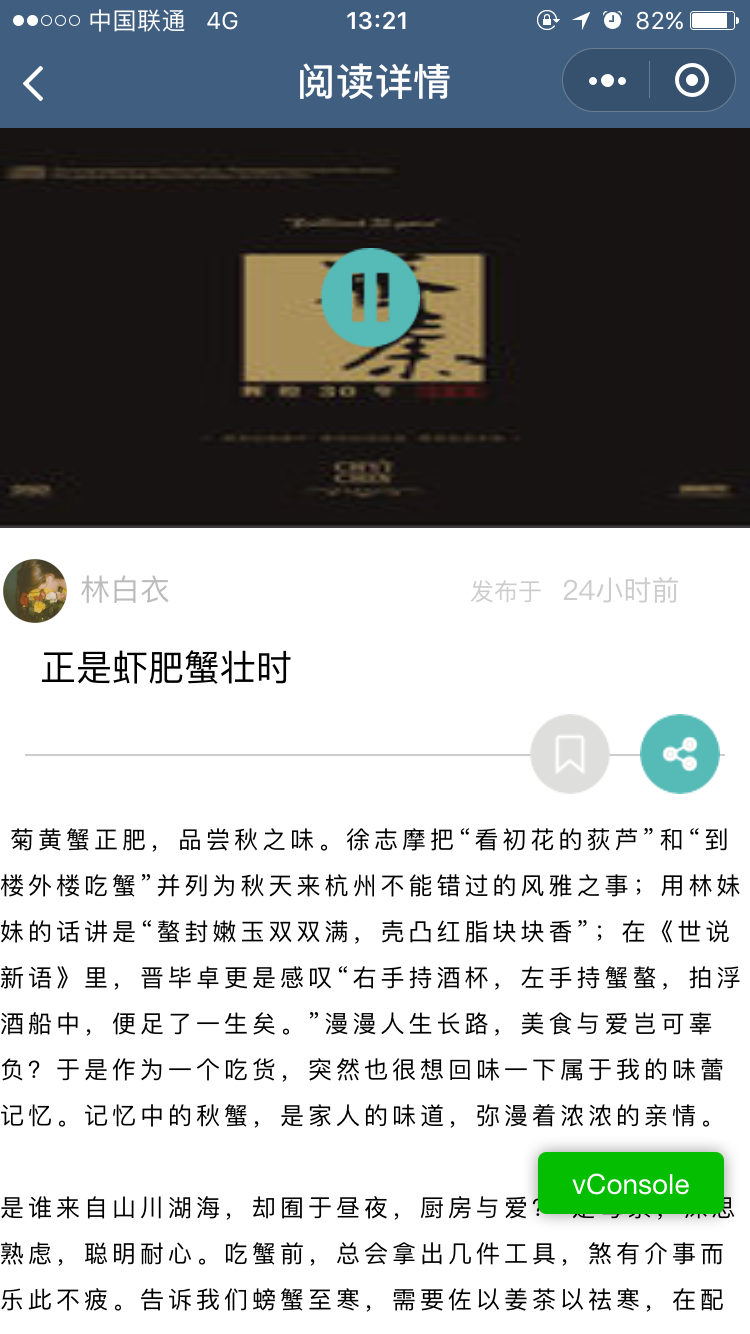 中国联通 4G 13:21 82%
阅读详情
秦
30
林白衣 发布于 24小时前
正是虾肥蟹壮时
菊黄蟹正肥，品尝秋之味。徐志摩把“看初花的荻芦”和“到
楼外楼吃蟹”并列为秋天来杭州不能错过的风雅之事；用林妹
妹的话讲是“螯封嫩玉双双满，壳凸红脂块块香”；在《世说
新语》里，晋毕卓更是感叹“右手持酒杯，左手持蟹螯，拍浮
酒船中，便足了一生矣。”漫漫人生长路，美食与爱岂可辜
负？于是作为一个吃货，突然也很想回味一下属于我的味蕾
记忆。记忆中的秋蟹，是家人的味道，弥漫着浓浓的亲情。
vConsole
是谁来自山川湖海，却囿于昼夜，厨房与爱？
熟虑，聪明耐心。吃蟹前，总会拿出几件工具，煞有介事而
乐此不疲。告诉我们螃蟹至寒，需要佐以姜茶以祛寒，在配